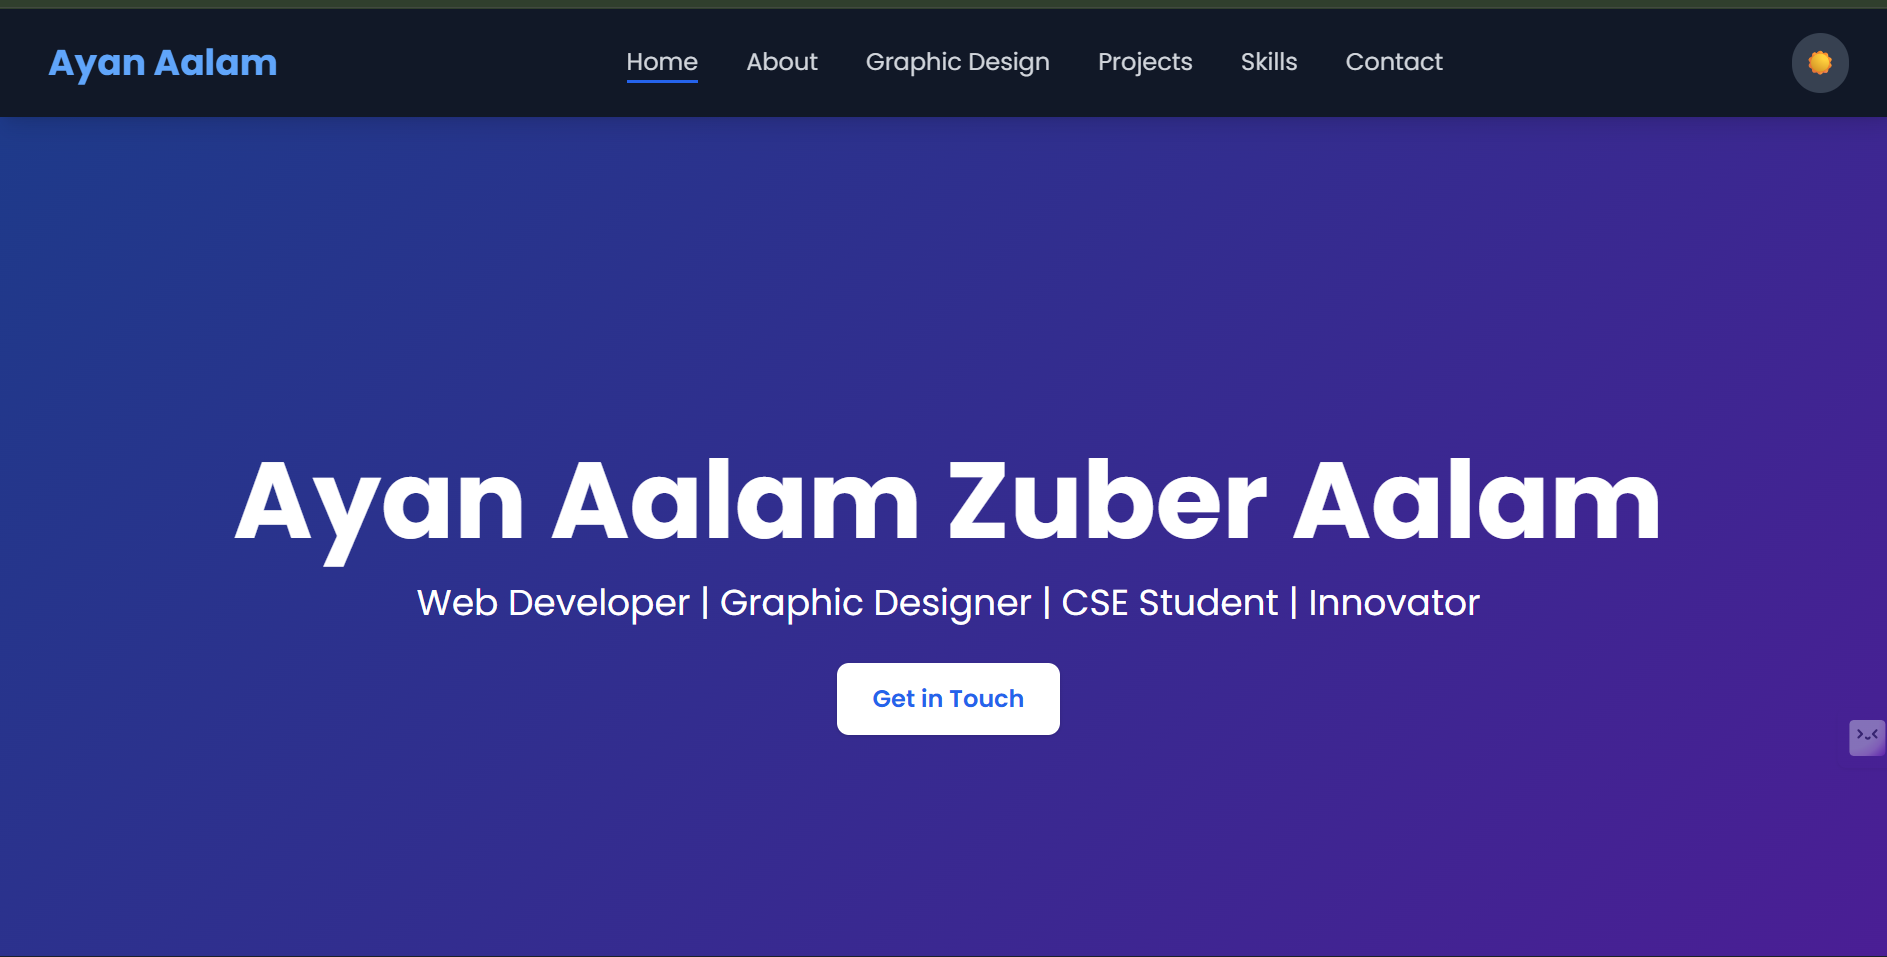 Ayan Aalam
Home About Graphic Design Projects Skills Contact
Ayan Aalam Zuber Aalam
Web Developer | Graphic Designer | CSE Student | Innovator
Get in Touch